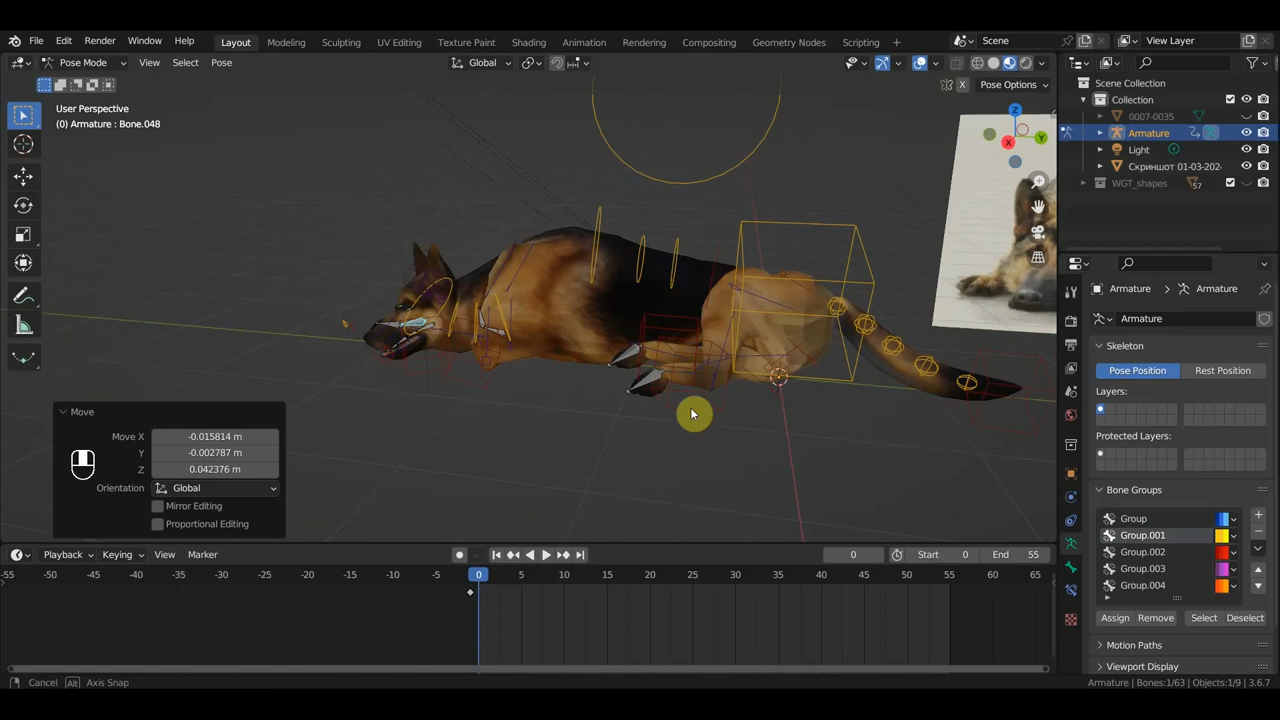 File Edit Render Window Help Layout Modeling Sculpting UV Editing Texture Paint Shading Animation Rendering Compositing Geometry Nodes Scripting + Scene View Layer
Pose Mode View Select Pose Global
X Pose Options
User Perspective
(0) Armature : Bone.048
Z
Y
X
Scene Collection
Collection
0007-0035
Armature
Light
Скриншот 01-03-202
WGT_shapes 57
Armature Armature
Armature
Skeleton
Pose Position Rest Position
Layers:
Protected Layers:
Bone Groups
Group
Group.001
Group.002
Group.003
Group.004
Assign Remove Select Deselect
Motion Paths
Viewport Display
Move
Move X -0.015814 m
Y -0.002787 m
Z 0.042376 m
Orientation Global
Mirror Editing
Proportional Editing
Playback Keying View Marker 0 Start 0 End 55
-55 -50 -45 -40 -35 -30 -25 -20 -15 -10 -5 0 5 10 15 20 25 30 35 40 45 50 55 60 65
Cancel Alt Axis Snap Armature | Bones:1/63 | Objects:1/9 | 3.6.7